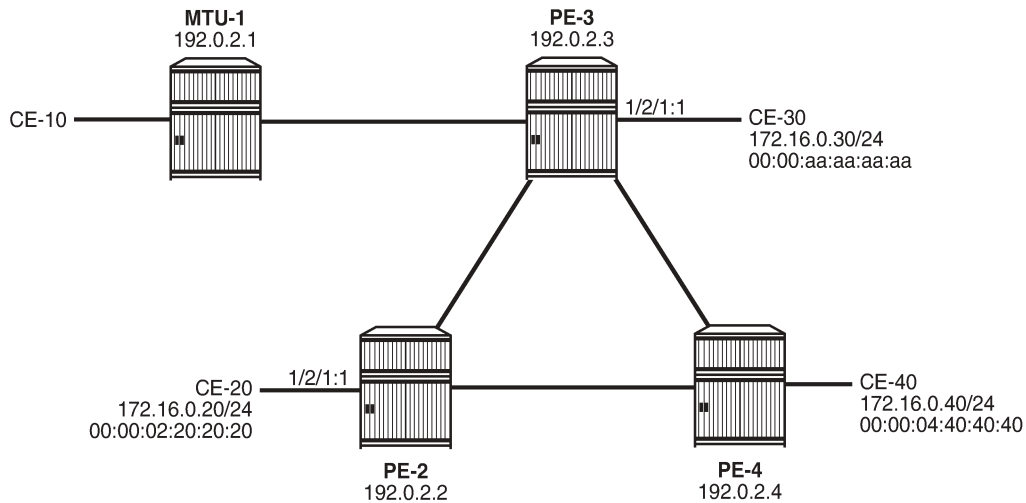 MTU-1
192.0.2.1
PE-3
192.0.2.3
CE-10
1/2/1:1
CE-30
172.16.0.30/24
00:00:aa:aa:aa:aa
CE-20
172.16.0.20/24
00:00:02:20:20:20
1/2/1:1
CE-40
172.16.0.40/24
00:00:04:40:40:40
PE-2
192.0.2.2
PE-4
192.0.2.4